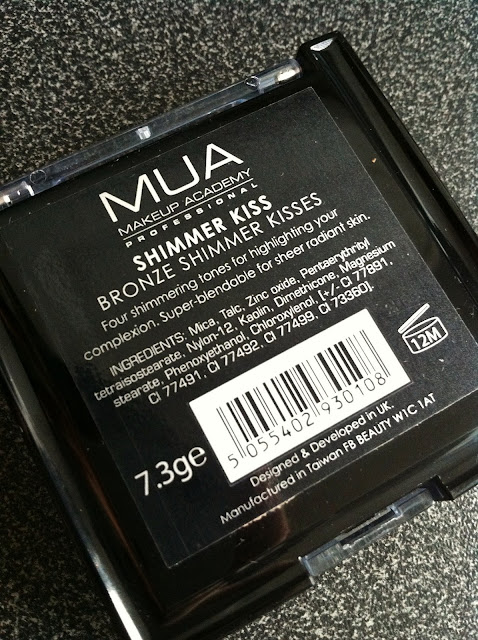 MUA
MAKEUP ACADEMY
PROFESSIONAL
SHIMMER KISS
BRONZE SHIMMER KISSES
Four shimmering tones for highlighting your
complexion. Super-blendable for sheer radiant skin.
INGREDIENTS: Mica, Talc, Zinc oxide, Pentaerythrityl
tetraisostearate, Nylon-12, Kaolin, Dimethicone, Magnesium
stearate, Phenoxyethanol, Chloroxylenol, [+/- CI 77891,
CI 77491, CI 77492, CI 77499, CI 73360].
12M
7.3g℮
5 055402 930108
Designed & Developed in UK.
Manufactured in Taiwan FB BEAUTY W1C 1AT